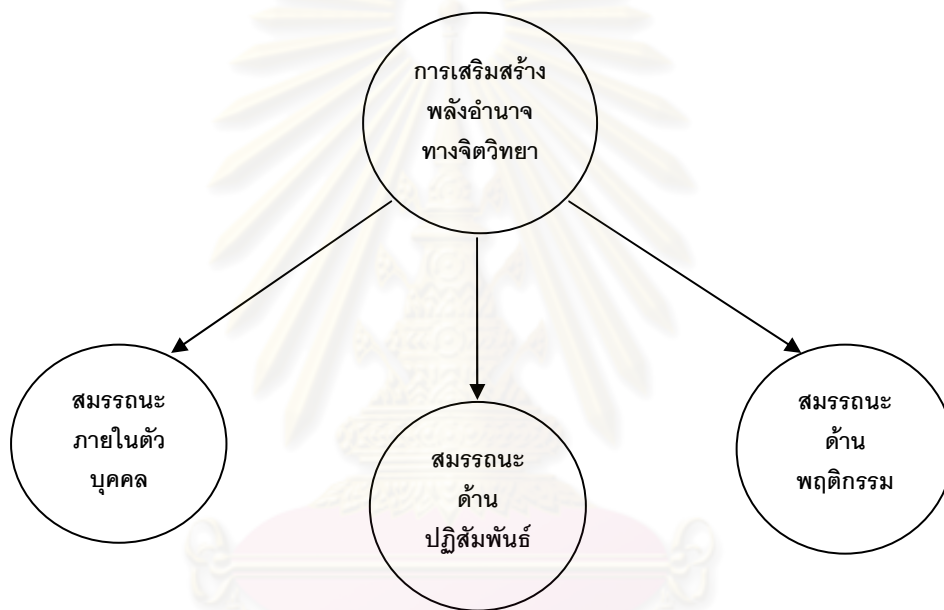 การเสริมสร้าง
พลังอำนาจ
ทางจิตวิทยา
สมรรถนะ
ภายในตัว
บุคคล
สมรรถนะ
ด้าน
ปฏิสัมพันธ์
สมรรถนะ
ด้าน
พฤติกรรม